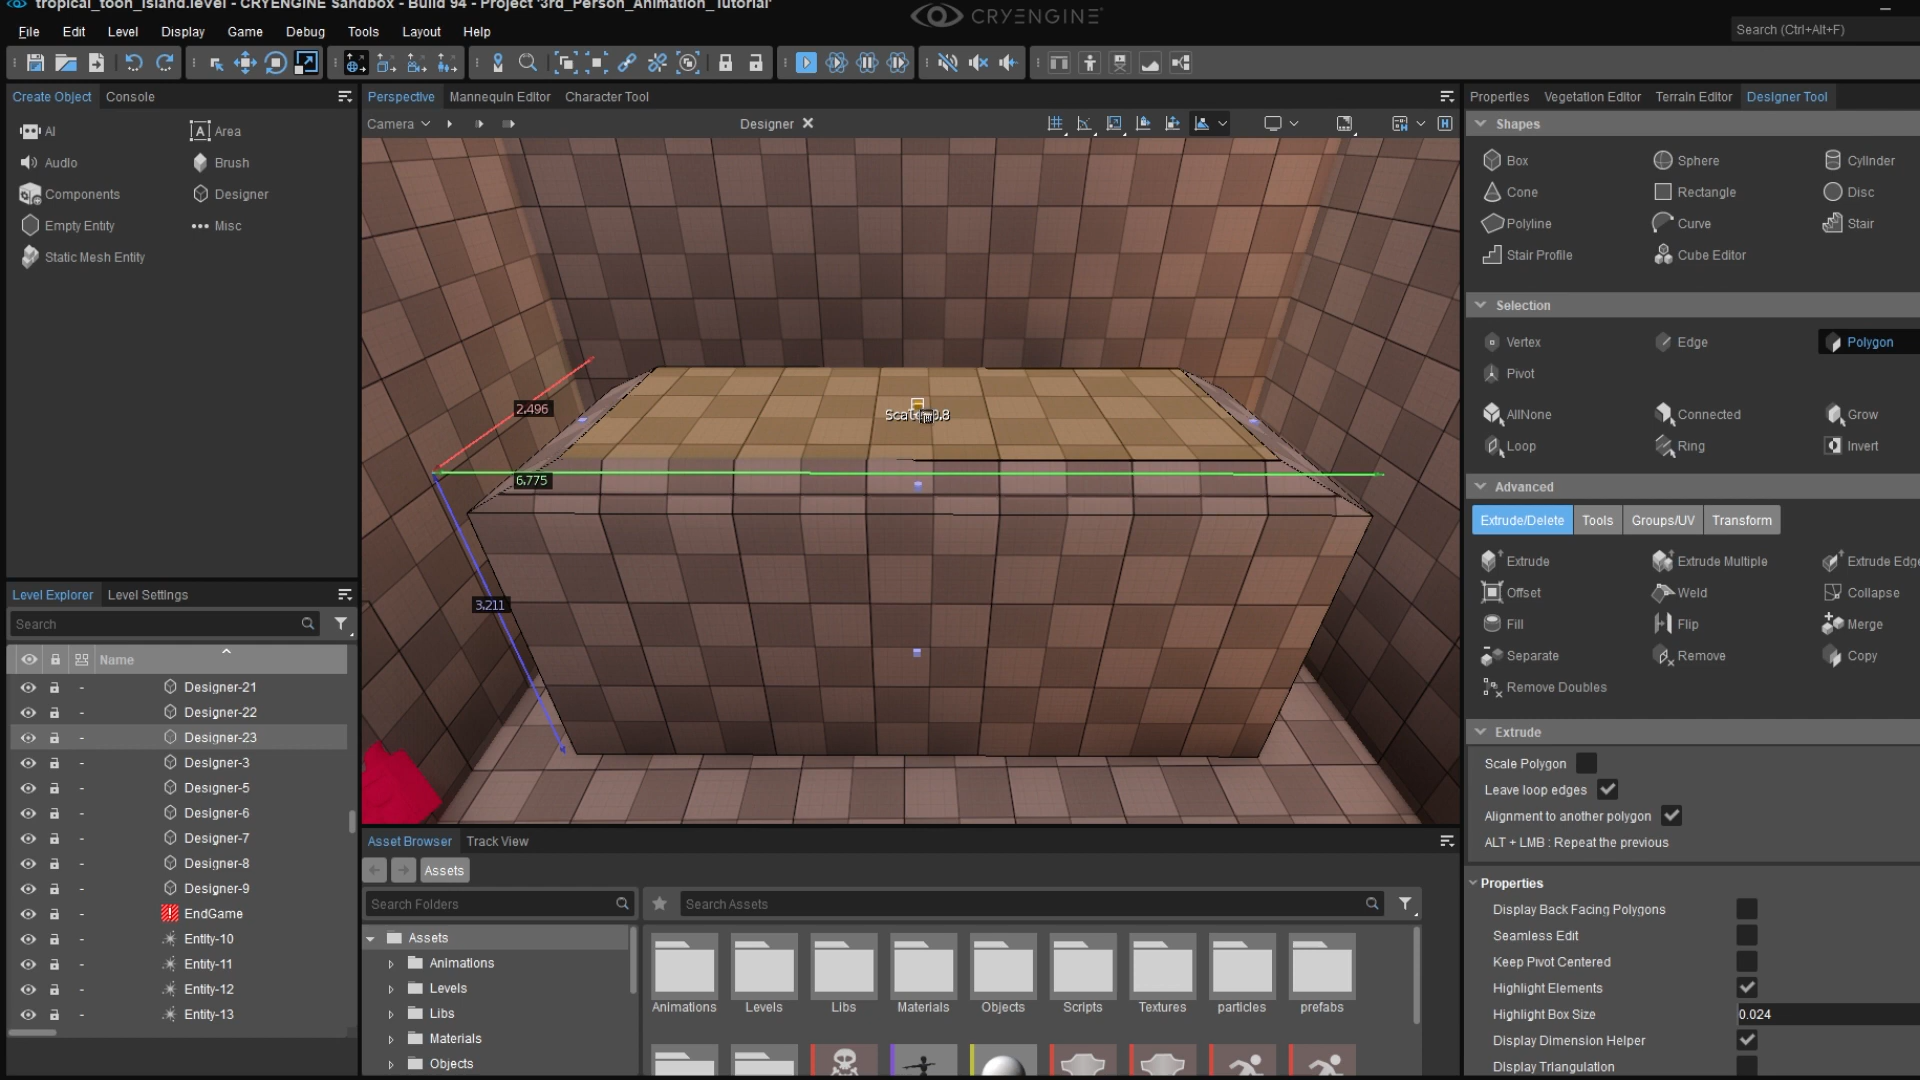 tropical_toon_island.level - CRYENGINE Sandbox - Build 94 - Project '3rd_Person_Animation_Tutorial'
CRYENGINE
Search (Ctrl+Alt+F)
File Edit Level Display Game Debug Tools Layout Help
Create Object Console
AI Area
Audio Brush
Components Designer
Empty Entity Misc
Static Mesh Entity
Perspective Mannequin Editor Character Tool
Camera Designer
2.496
6.775
3.211
Properties Vegetation Editor Terrain Editor Designer Tool
Shapes
Box Sphere Cylinder
Cone Rectangle Disc
Polyline Curve Stair
Stair Profile Cube Editor
Selection
Vertex Edge Polygon
Pivot
AllNone Connected Grow
Loop Ring Invert
Advanced
Extrude/Delete Tools Groups/UV Transform
Extrude Extrude Multiple Extrude Edge
Offset Weld Collapse
Fill Flip Merge
Separate Remove Copy
Remove Doubles
Extrude
Scale Polygon
Leave loop edges
Alignment to another polygon
ALT + LMB : Repeat the previous
Properties
Display Back Facing Polygons
Seamless Edit
Keep Pivot Centered
Highlight Elements
Highlight Box Size 0.024
Display Dimension Helper
Display Triangulation
Level Explorer Level Settings
Search
Name
- Designer-21
- Designer-22
- Designer-23
- Designer-3
- Designer-5
- Designer-6
- Designer-7
- Designer-8
- Designer-9
- EndGame
- Entity-10
- Entity-11
- Entity-12
- Entity-13
Asset Browser Track View
Assets
Search Folders Search Assets
Assets
Animations
Levels
Libs
Materials
Objects
Animations Levels Libs Materials Objects Scripts Textures particles prefabs